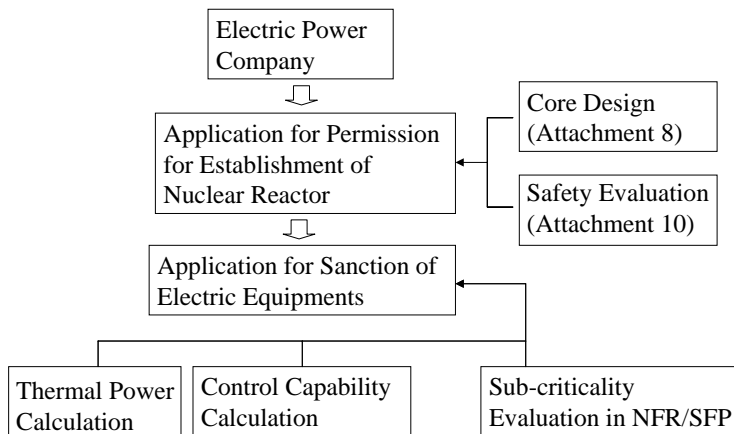 Electric Power
Company
Application for Permission
for Establishment of
Nuclear Reactor
Core Design
(Attachment 8)
Safety Evaluation
(Attachment 10)
Application for Sanction of
Electric Equipments
Thermal Power
Calculation
Control Capability
Calculation
Sub-criticality
Evaluation in NFR/SFP